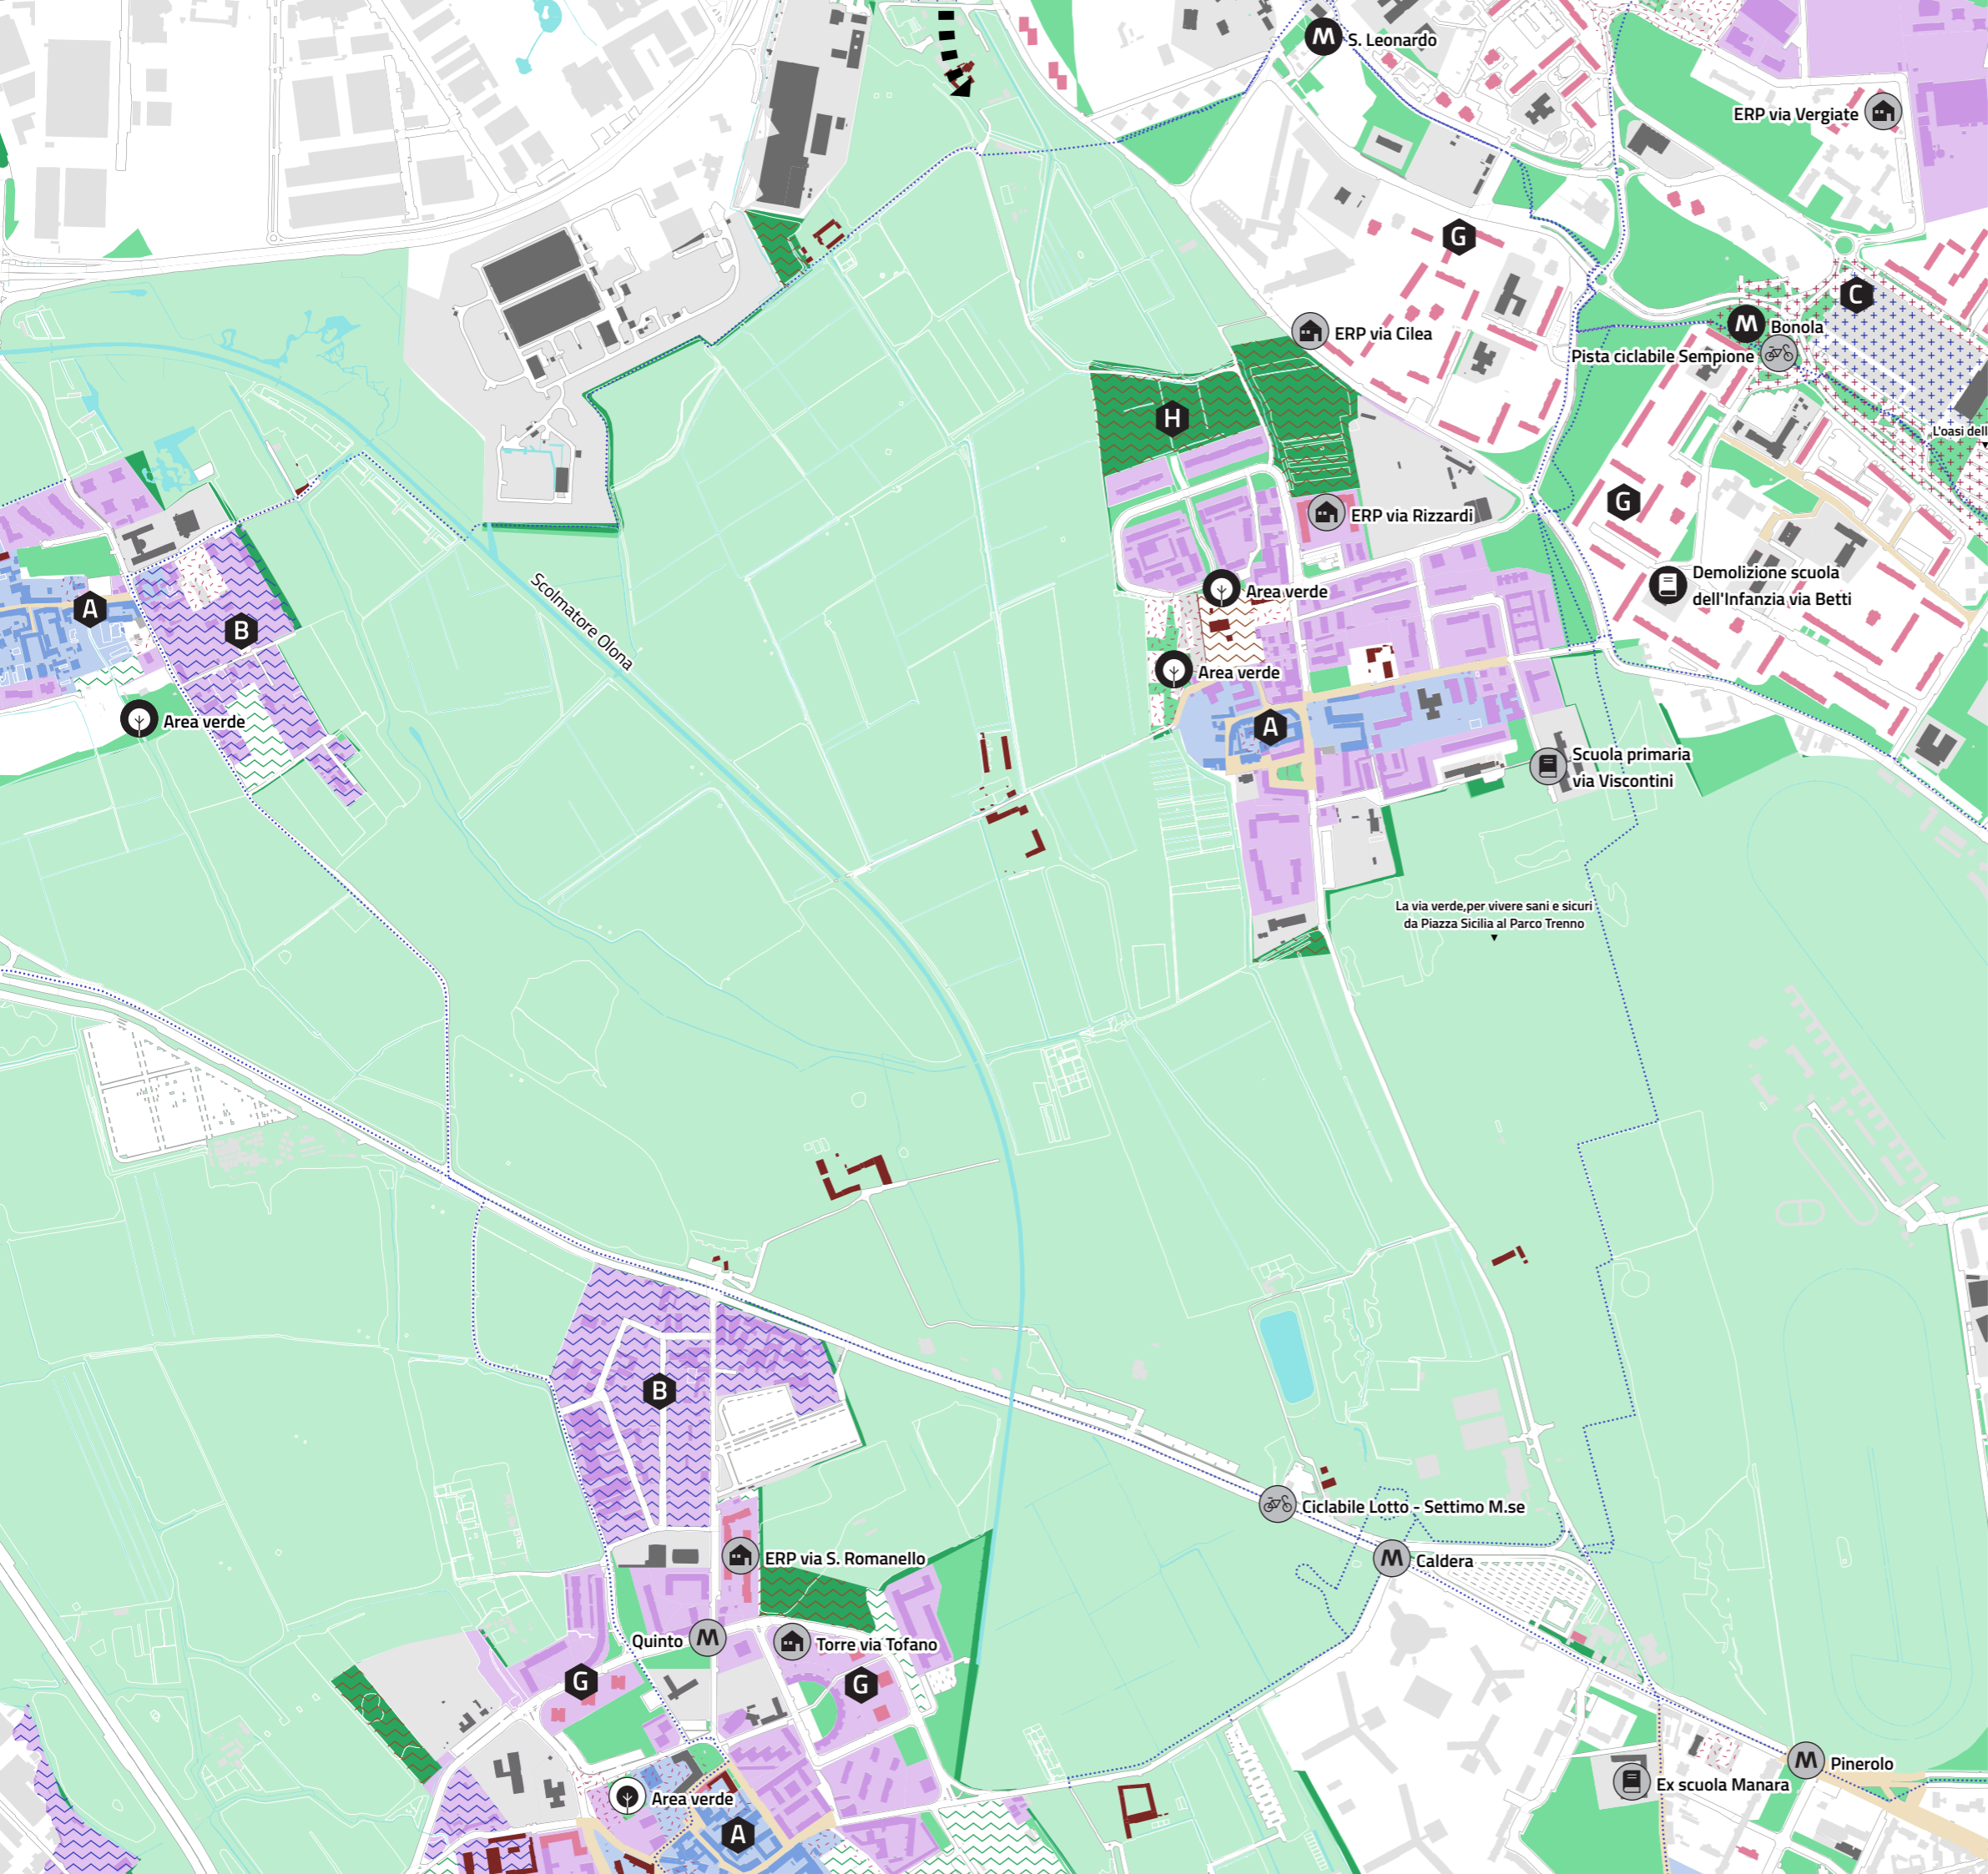 M S. Leonardo
ERP via Vergiate
G
C
M Bonola
ERP via Cilea
Pista ciclabile Sempione
H
L'oasi dell
G
ERP via Rizzardi
Demolizione scuola
dell'Infanzia via Betti
Area verde
A
B
Scolmatore Olona
Area verde
Area verde
A
Scuola primaria
via Viscontini
La via verde,per vivere sani e sicuri
da Piazza Sicilia al Parco Trenno
B
Ciclabile Lotto - Settimo M.se
ERP via S. Romanello
M Caldera
Quinto M
Torre via Tofano
G
G
M Pinerolo
Ex scuola Manara
Area verde
A